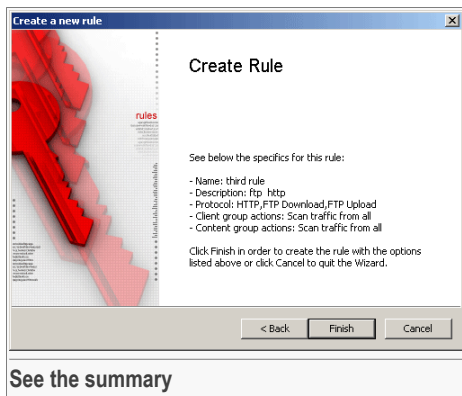 Create a new rule
rules
Create Rule
See below the specifics for this rule:
- Name: third rule
- Description: ftp http
- Protocol: HTTP,FTP Download,FTP Upload
- Client group actions: Scan traffic from all
- Content group actions: Scan traffic from all
Click Finish in order to create the rule with the options
listed above or click Cancel to quit the Wizard.
< Back
Finish
Cancel
See the summary